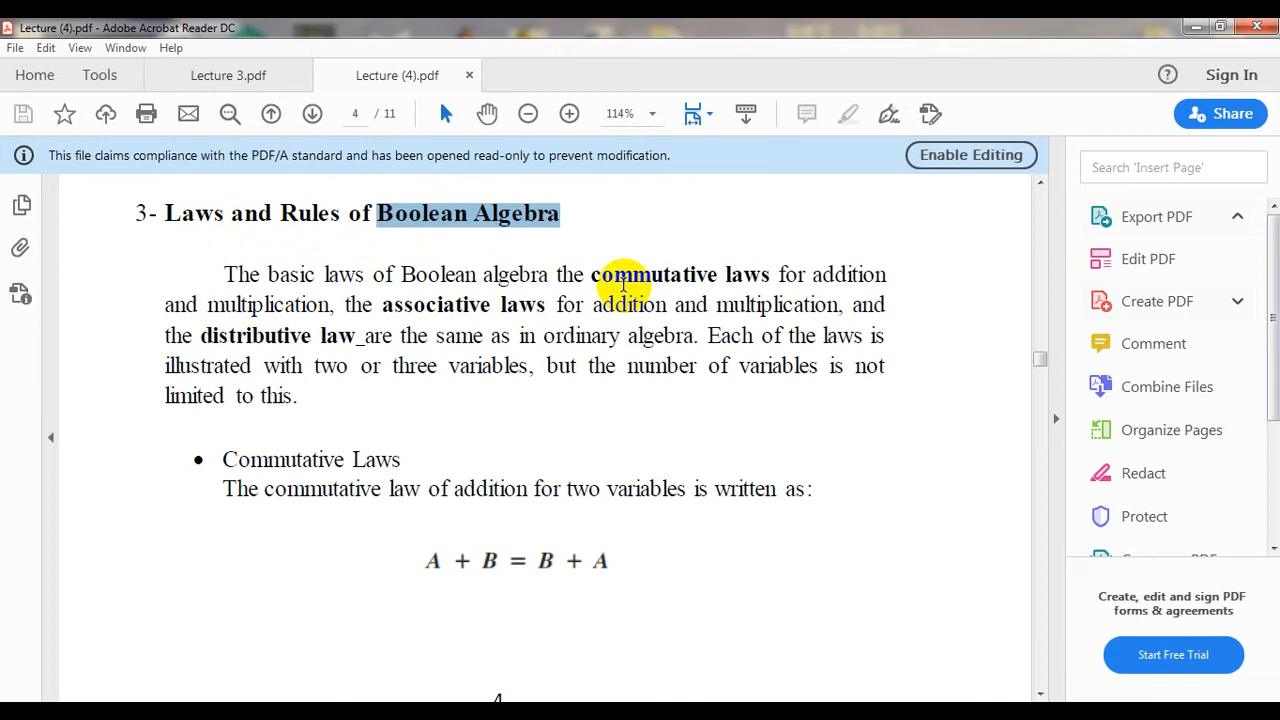 Lecture (4).pdf - Adobe Acrobat Reader DC
File Edit View Window Help
Home Tools Lecture 3.pdf Lecture (4).pdf × ? Sign In
4 / 11 114% Share
This file claims compliance with the PDF/A standard and has been opened read-only to prevent modification. Enable Editing
3- Laws and Rules of Boolean Algebra
The basic laws of Boolean algebra the commutative laws for addition
and multiplication, the associative laws for addition and multiplication, and
the distributive law are the same as in ordinary algebra. Each of the laws is
illustrated with two or three variables, but the number of variables is not
limited to this.
• Commutative Laws
The commutative law of addition for two variables is written as:
A + B = B + A
4
Search 'Insert Page'
Export PDF
Edit PDF
Create PDF
Comment
Combine Files
Organize Pages
Redact
Protect
Create, edit and sign PDF
forms & agreements
Start Free Trial